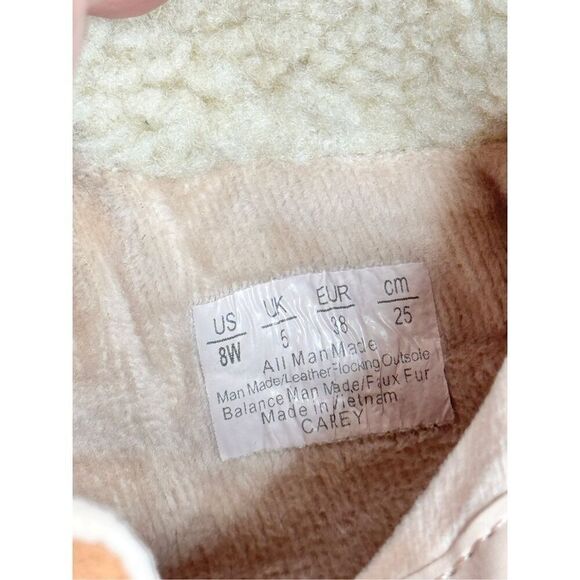 US UK EUR cm
8W 5 38 25
All Man Made
Man Made/Leather Flocking Outsole
Balance Man Made/Faux Fur
Made in Vietnam
CAREY